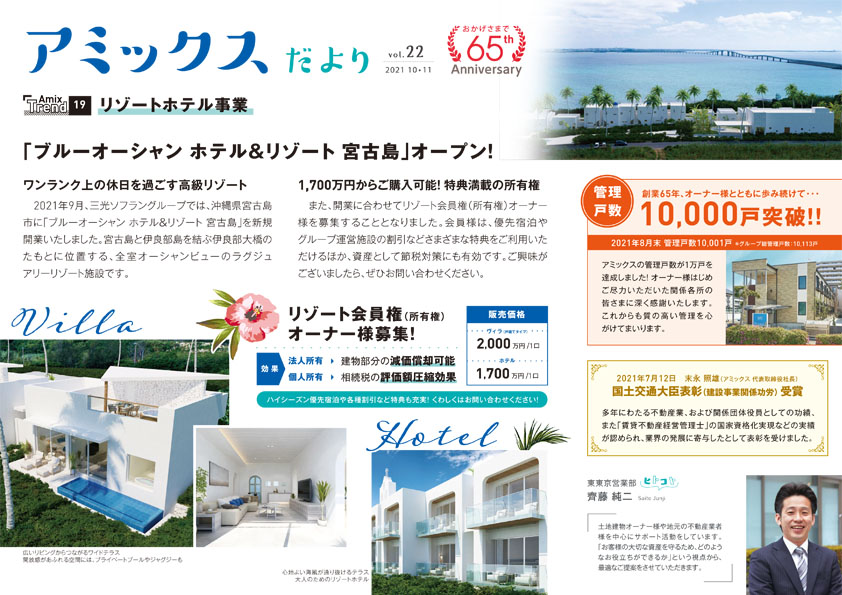 アミックスだより
vol.22
2021 10・11
おかげさまで
65th
Anniversary
Amix
Trend 19 リゾートホテル事業
「ブルーオーシャン ホテル&リゾート 宮古島」オープン!
ワンランク上の休日を過ごす高級リゾート
2021年9月、三光ソフラングループでは、沖縄県宮古島
市に「ブルーオーシャン ホテル&リゾート 宮古島」を新規
開業いたしました。宮古島と伊良部島を結ぶ伊良部大橋の
たもとに位置する、全室オーシャンビューのラグジュ
アリーリゾート施設です。
1,700万円からご購入可能! 特典満載の所有権
また、開業に合わせてリゾート会員権(所有権)オーナー
様を募集することとなりました。会員様は、優先宿泊や
グループ運営施設の割引などさまざまな特典をご利用いた
だけるほか、資産として節税対策にも有効です。ご興味が
ございましたら、ぜひお問い合わせください。
Villa
リゾート会員権(所有権)
オーナー様募集!
効果
法人所有 ▶ 建物部分の減価償却可能
個人所有 ▶ 相続税の評価額圧縮効果
販売価格
ヴィラ(戸建てタイプ)
2,000万円/1口
ホテル
1,700万円/1口
ハイシーズン優先宿泊や各種割引など特典も充実! くわしくはお問い合わせください!
Hotel
広いリビングからつながるワイドテラス
開放感があふれる空間には、プライベートプールやジャグジーも
心地よい海風が通り抜けるテラス
大人のためのリゾートホテル
管理
戸数
創業65年、オーナー様とともに歩み続けて・・・
10,000戸突破!!
2021年8月末 管理戸数10,001戸 *グループ総管理戸数:10,113戸
アミックスの管理戸数が1万戸を
達成しました! オーナー様はじめ
ご尽力いただいた関係各所の
皆さまに深く感謝いたします。
これからも質の高い管理を心
がけてまいります。
2021年7月12日 末永 照雄(アミックス 代表取締役社長)
国土交通大臣表彰(建設事業関係功労) 受賞
多年にわたる不動産業、および関係団体役員としての功績、
また「賃貸不動産経営管理士」の国家資格化実現などの実績
が認められ、業界の発展に寄与したとして表彰を受けました。
東東京営業部 ヒトコト
齊藤 純二 Saito Junji
土地建物オーナー様や地元の不動産業者
様を中心にサポート活動をしています。
「お客様の大切な資産を守るため、どのよう
なお役立ちができるか」という視点から、
最適なご提案をさせていただきます。